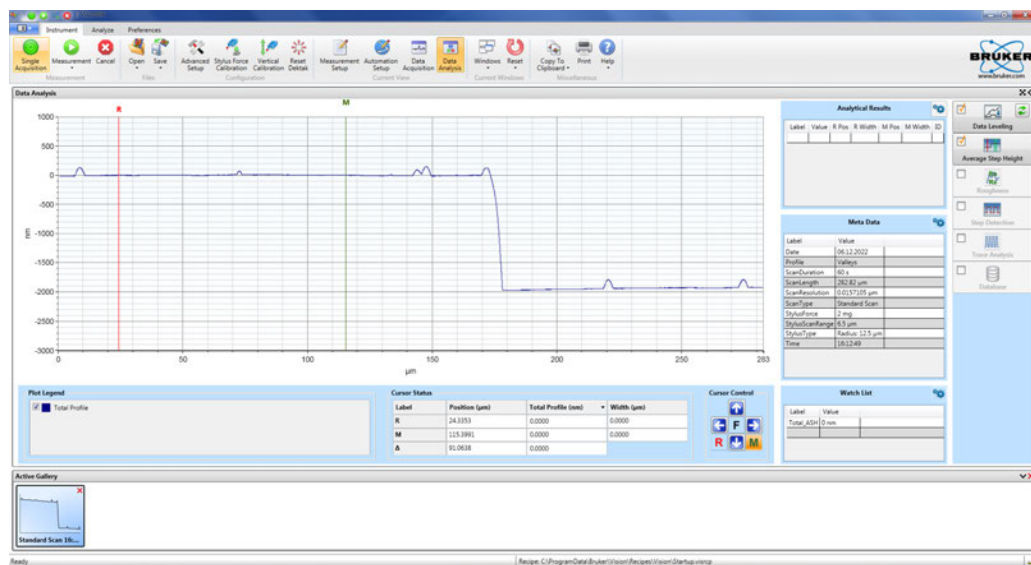 Instrument Analyze Preferences
Single Acquisition Measurement Cancel Open Save Advanced Setup Stylus Force Calibration Vertical Calibration Reset Dektak Measurement Setup Automation Setup Data Acquisition Data Analysis Windows Reset Copy To Clipboard Print Help
Measurement Files Configuration Current View Current Windows Miscellaneous
BRUKER
www.bruker.com
Data Analysis
R M
1000
500
0
-500
-1000
-1500
-2000
-2500
-3000
nm
0 50 100 150 200 250 283
µm
Analytical Results
Label Value R Pos R Width M Pos M Width ID
Meta Data
Label Value
Date 06.12.2022
Profile Valleys
ScanDuration 60 s
ScanLength 282.82 µm
ScanResolution 0.0157105 µm
ScanType Standard Scan
StylusForce 2 mg
StylusScanRange 6.5 µm
StylusType Radius: 12.5 µm
Time 16:12:49
Data Leveling
Average Step Height
Roughness
Step Detection
Trace Analysis
Database
Plot Legend
Total Profile
Cursor Status
Label Position (µm) Total Profile (nm) Width (µm)
R 24.3353 0.0000 0.0000
M 115.3991 0.0000 0.0000
Δ 91.0638 0.0000
Cursor Control
F
R M
Watch List
Label Value
Total_ASH 0 nm
Active Gallery
Standard Scan 16:...
Ready
Recipe: C:\ProgramData\Bruker\Vision\Recipes\Vision\Startup.visrcp